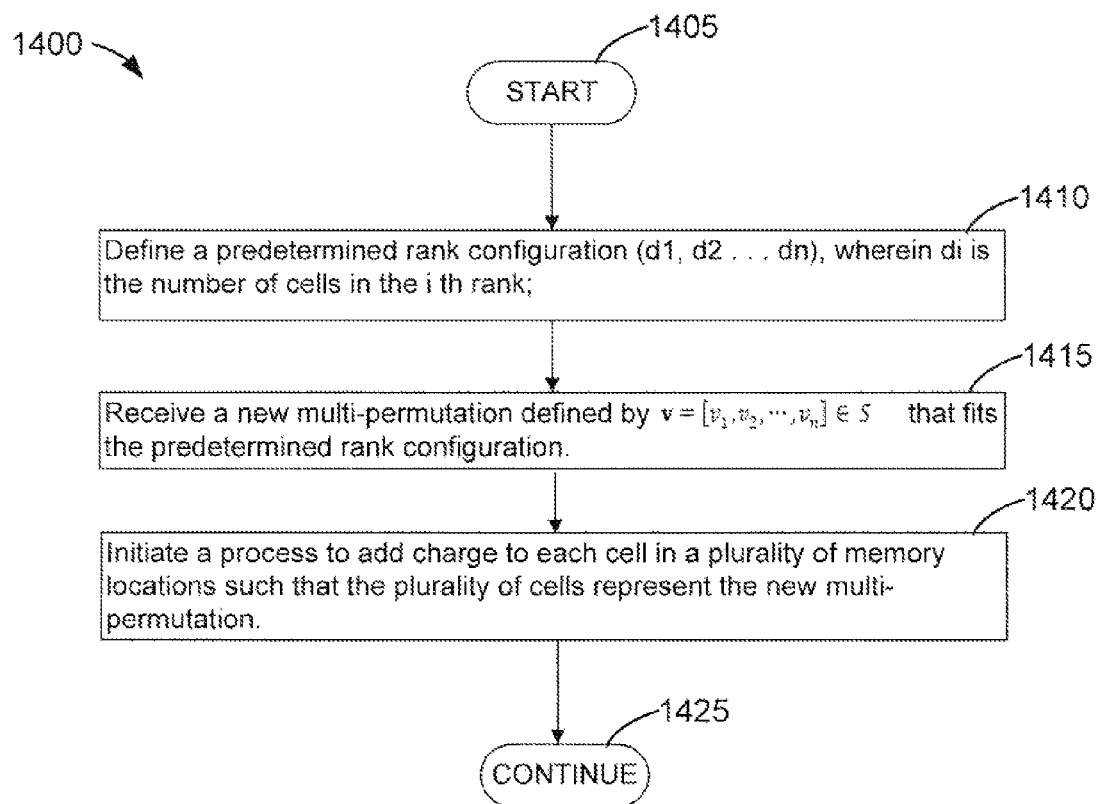 1400
1405
START
1410
Define a predetermined rank configuration (d1, d2 . . . dn), wherein di is
the number of cells in the i th rank;
1415
Receive a new multi-permutation defined by v = [v₁,v₂,⋯,vₙ] ∈ S that fits
the predetermined rank configuration.
1420
Initiate a process to add charge to each cell in a plurality of memory
locations such that the plurality of cells represent the new multi-
permutation.
1425
CONTINUE